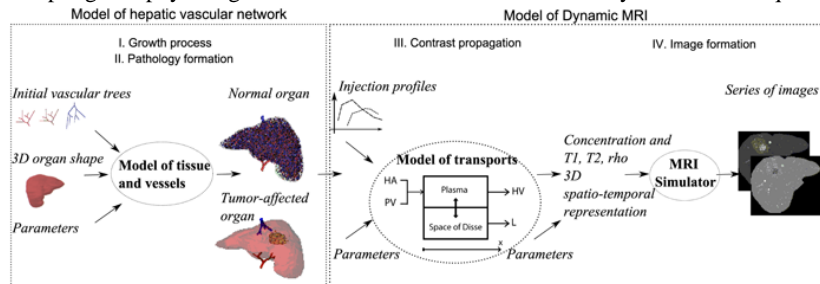 Model of hepatic vascular network
Model of Dynamic MRI
I. Growth process
II. Pathology formation
III. Contrast propagation
IV. Image formation
Initial vascular trees
3D organ shape
Parameters
Model of tissue
and vessels
Normal organ
Tumor-affected
organ
Injection profiles
Model of transports
HA
PV
Plasma
Space of Disse
HV
L
x
Parameters
Concentration and
T1, T2, rho
3D
spatio-temporal
representation
Parameters
MRI
Simulator
Series of images